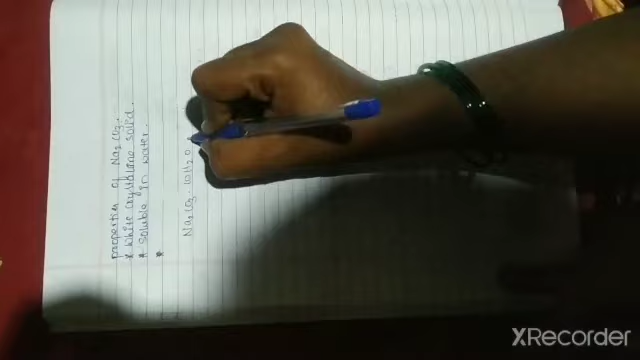 properties of Na2CO3.
* White crystalline solid.
* Soluble in water.
*
Na2CO3.10H2O
XRecorder